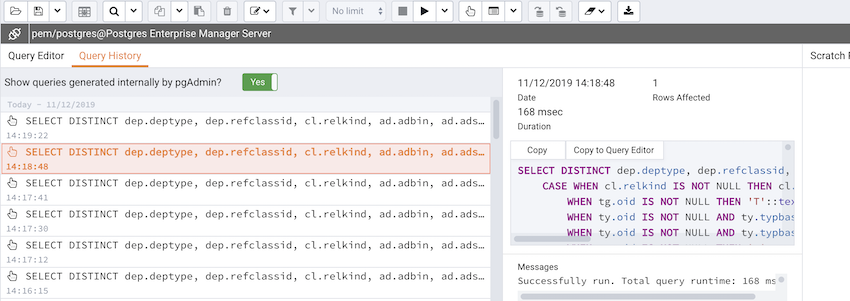 No limit
pem/postgres@Postgres Enterprise Manager Server
Query Editor Query History
Scratch
Show queries generated internally by pgAdmin? Yes
Today - 11/12/2019
SELECT DISTINCT dep.deptype, dep.refclassid, cl.relkind, ad.adbin, ad.ads…
14:19:22
SELECT DISTINCT dep.deptype, dep.refclassid, cl.relkind, ad.adbin, ad.ads…
14:18:48
SELECT DISTINCT dep.deptype, dep.refclassid, cl.relkind, ad.adbin, ad.ads…
14:17:41
SELECT DISTINCT dep.deptype, dep.refclassid, cl.relkind, ad.adbin, ad.ads…
14:17:30
SELECT DISTINCT dep.deptype, dep.refclassid, cl.relkind, ad.adbin, ad.ads…
14:17:12
SELECT DISTINCT dep.deptype, dep.refclassid, cl.relkind, ad.adbin, ad.ads…
14:16:15
11/12/2019 14:18:48 1
Date Rows Affected
168 msec
Duration
Copy Copy to Query Editor
SELECT DISTINCT dep.deptype, dep.refclassid,
CASE WHEN cl.relkind IS NOT NULL THEN cl.
WHEN tg.oid IS NOT NULL THEN 'T'::tex
WHEN ty.oid IS NOT NULL AND ty.typbas
WHEN ty.oid IS NOT NULL AND ty.typbas
Messages
Successfully run. Total query runtime: 168 ms